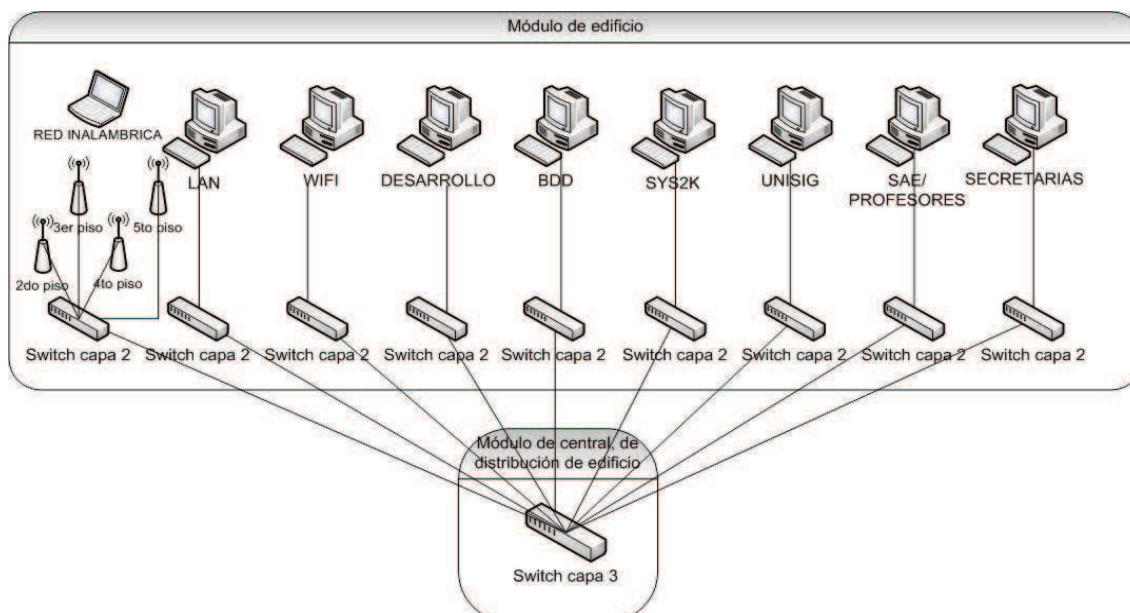 Módulo de edificio
RED INALAMBRICA
LAN
WIFI
DESARROLLO
BDD
SYS2K
UNISIG
SAE/
PROFESORES
SECRETARIAS
3er piso
5to piso
2do piso
4to piso
Switch capa 2
Switch capa 2
Switch capa 2
Switch capa 2
Switch capa 2
Switch capa 2
Switch capa 2
Switch capa 2
Switch capa 2
Módulo de central, de
distribución de edificio
Switch capa 3